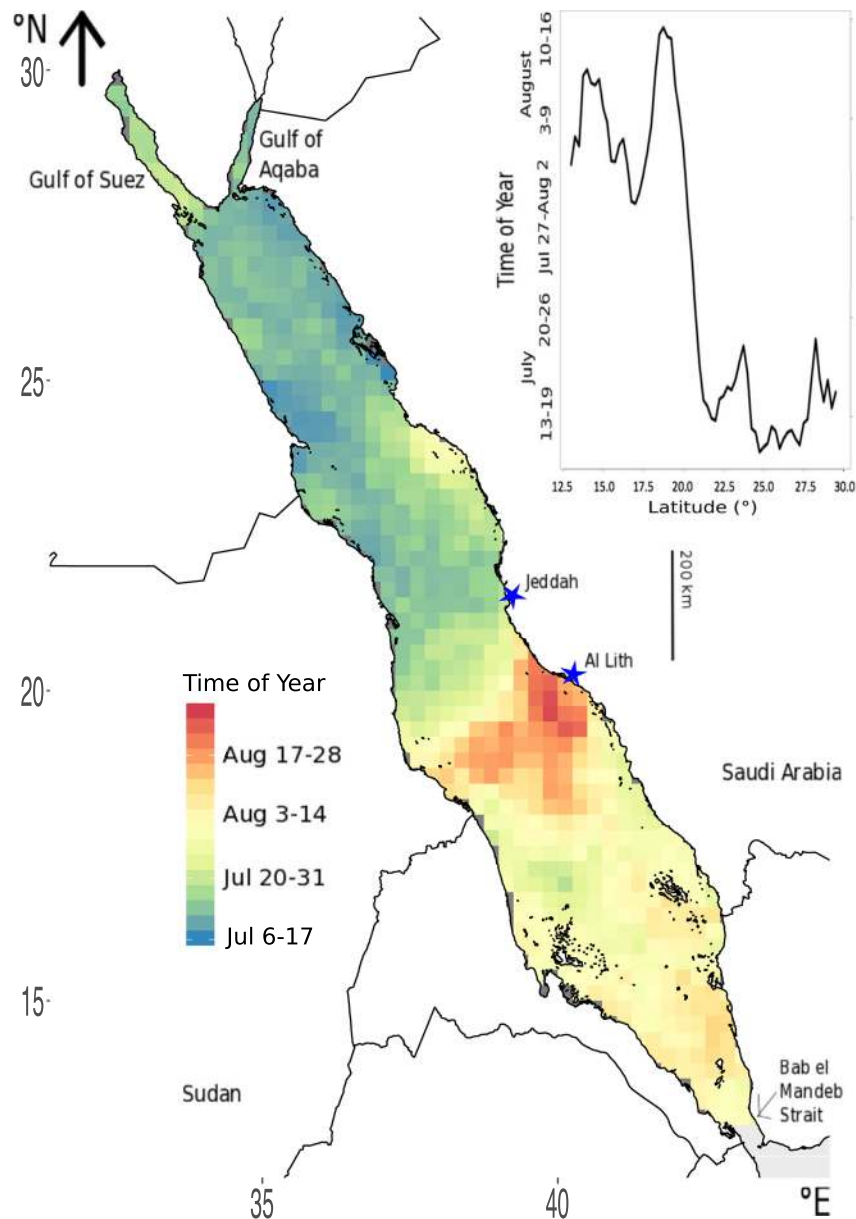 °N
30
25
20
15
35
40
°E
Gulf of Suez
Gulf of
Aqaba
Jeddah
Al Lith
200 km
Saudi Arabia
Sudan
Bab el
Mandeb
Strait
Time of Year
Aug 17-28
Aug 3-14
Jul 20-31
Jul 6-17
Time of Year
August
July
10-16
3-9
Jul 27-Aug 2
20-26
13-19
12.5 15.0 17.5 20.0 22.5 25.0 27.5 30.0
Latitude (°)